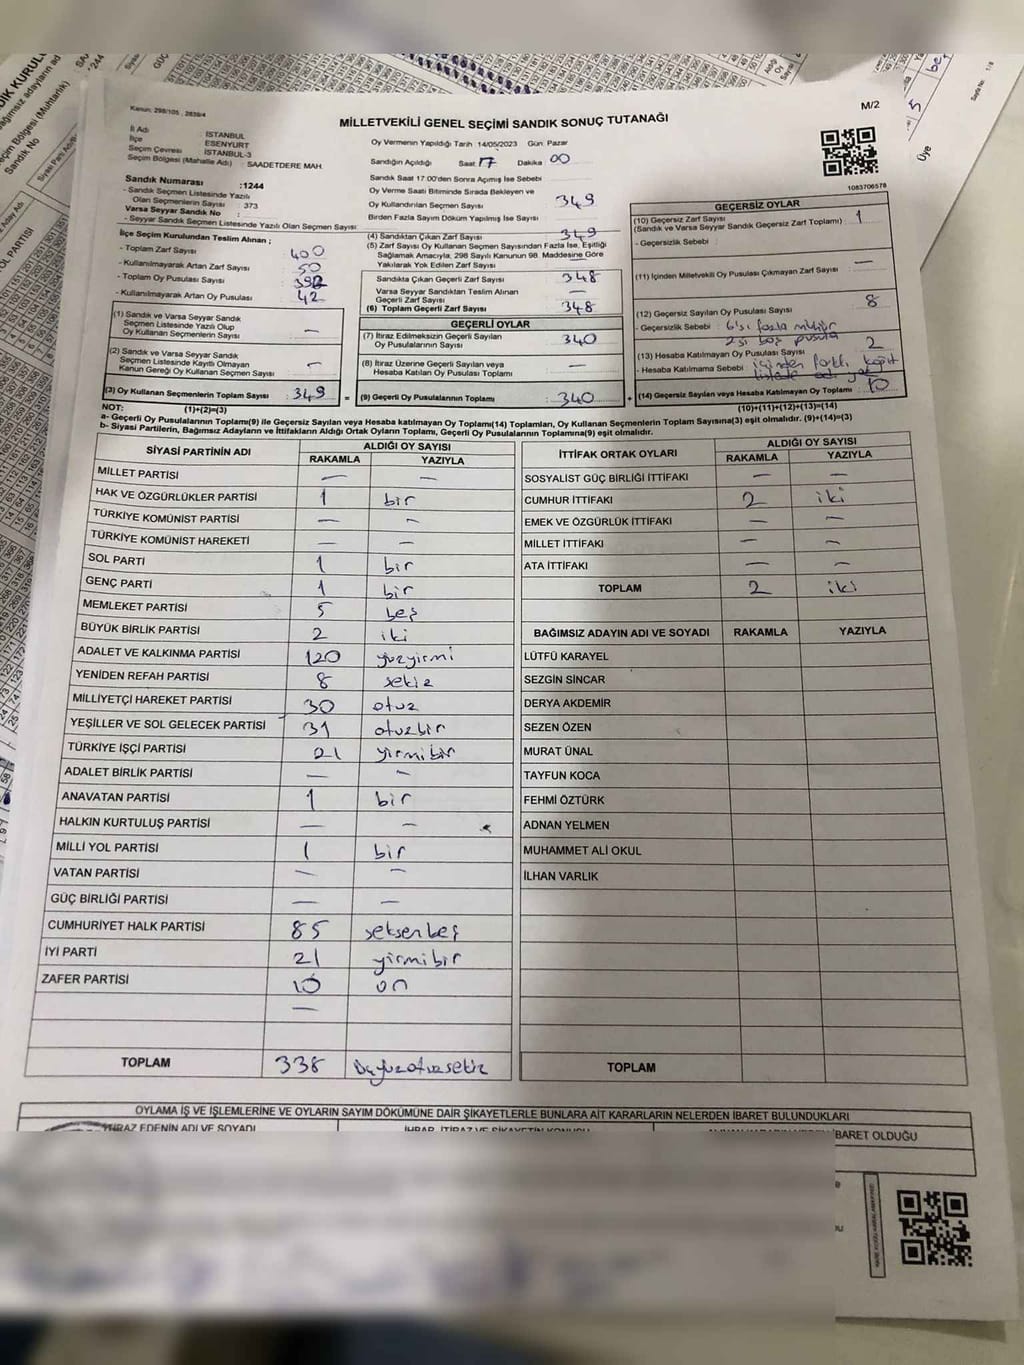 Kanun: 298/105 , 2839/4
M/2
MİLLETVEKİLİ GENEL SEÇİMİ SANDIK SONUÇ TUTANAĞI
İl Adı İSTANBUL
İlçe ESENYURT
Seçim Çevresi İSTANBUL-3
Seçim Bölgesi (Mahalle Adı) : SAADETDERE MAH.
Sandık Numarası :1244
- Sandık Seçmen Listesinde Yazılı
Olan Seçmenlerin Sayısı : 373
Varsa Seyyar Sandık No :
- Seyyar Sandık Seçmen Listesinde Yazılı Olan Seçmen Sayısı:
İlçe Seçim Kurulundan Teslim Alınan ;
- Toplam Zarf Sayısı : 400
- Kullanılmayarak Artan Zarf Sayısı : 50
- Toplam Oy Pusulası Sayısı :
- Kullanılmayarak Artan Oy Pusulası : 42
(1) Sandık ve Varsa Seyyar Sandık
Seçmen Listesinde Yazılı Olup
Oy Kullanan Seçmenlerin Sayısı : —
(2) Sandık ve Varsa Seyyar Sandık
Seçmen Listesinde Kayıtlı Olmayan
Kanun Gereği Oy Kullanan Seçmen Sayısı : —
(3) Oy Kullanan Seçmenlerin Toplam Sayısı : 349
Oy Vermenin Yapıldığı Tarih 14/05/2023 Gün: Pazar
Sandığın Açıldığı Saat 17 Dakika 00
Sandık Saat 17:00'den Sonra Açılmış İse Sebebi
Oy Verme Saati Bitiminde Sırada Bekleyen ve
Oy Kullandırılan Seçmen Sayısı 349
Birden Fazla Sayım Döküm Yapılmış İse Sayısı
(4) Sandıktan Çıkan Zarf Sayısı : 349
(5) Zarf Sayısı Oy Kullanan Seçmen Sayısından Fazla İse, Eşitliği
Sağlamak Amacıyla, 298 Sayılı Kanunun 98. Maddesine Göre
Yakılarak Yok Edilen Zarf Sayısı : —
Sandıkta Çıkan Geçerli Zarf Sayısı : 348
Varsa Seyyar Sandıktan Teslim Alınan
Geçerli Zarf Sayısı : —
(6) Toplam Geçerli Zarf Sayısı : 348
GEÇERLİ OYLAR
(7) İtiraz Edilmeksizin Geçerli Sayılan
Oy Pusulalarının Sayısı : 340
(8) İtiraz Üzerine Geçerli Sayılan veya
Hesaba Katılan Oy Pusulası Toplamı : —
= (9) Geçerli Oy Pusulalarının Toplamı : 340
1083706578
GEÇERSİZ OYLAR
(10) Geçersiz Zarf Sayısı : 1
(Sandık ve Varsa Seyyar Sandık Geçersiz Zarf Toplamı)
- Geçersizlik Sebebi :
(11) İçinden Milletvekili Oy Pusulası Çıkmayan Zarf Sayısı : —
(12) Geçersiz Sayılan Oy Pusulası Sayısı : 8
- Geçersizlik Sebebi : 6'sı fazla mühür
2si boş pusula
(13) Hesaba Katılmayan Oy Pusulası Sayısı : 2
- Hesaba Katılmama Sebebi : içinden farklı kağıt
+ (14) Geçersiz Sayılan veya Hesaba Katılmayan Oy Toplamı : 10
NOT: (1)+(2)=(3) (10)+(11)+(12)+(13)=(14)
a- Geçerli Oy Pusulalarının Toplamı(9) ile Geçersiz Sayılan veya Hesaba katılmayan Oy Toplamı(14) Toplamları, Oy Kullanan Seçmenlerin Toplam Sayısına(3) eşit olmalıdır. (9)+(14)=(3)
b- Siyasi Partilerin, Bağımsız Adayların ve İttifakların Aldığı Ortak Oyların Toplamı, Geçerli Oy Pusulalarının Toplamına(9) eşit olmalıdır.
SİYASİ PARTİNİN ADI ALDIĞI OY SAYISI
RAKAMLA YAZIYLA
MİLLET PARTİSİ — —
HAK VE ÖZGÜRLÜKLER PARTİSİ 1 bir
TÜRKİYE KOMÜNİST PARTİSİ — —
TÜRKİYE KOMÜNİST HAREKETİ — —
SOL PARTİ 1 bir
GENÇ PARTİ 1 bir
MEMLEKET PARTİSİ 5 beş
BÜYÜK BİRLİK PARTİSİ 2 iki
ADALET VE KALKINMA PARTİSİ 120 yüzyirmi
YENİDEN REFAH PARTİSİ 8 sekiz
MİLLİYETÇİ HAREKET PARTİSİ 30 otuz
YEŞİLLER VE SOL GELECEK PARTİSİ 31 otuzbir
TÜRKİYE İŞÇİ PARTİSİ 21 yirmibir
ADALET BİRLİK PARTİSİ — —
ANAVATAN PARTİSİ 1 bir
HALKIN KURTULUŞ PARTİSİ — —
MİLLİ YOL PARTİSİ 1 bir
VATAN PARTİSİ — —
GÜÇ BİRLİĞİ PARTİSİ — —
CUMHURİYET HALK PARTİSİ 85 seksenbeş
İYİ PARTİ 21 yirmibir
ZAFER PARTİSİ 10 on
—
TOPLAM 338 üçyüzotuzsekiz
İTTİFAK ORTAK OYLARI ALDIĞI OY SAYISI
RAKAMLA YAZIYLA
SOSYALİST GÜÇ BİRLİĞİ İTTİFAKI — —
CUMHUR İTTİFAKI 2 iki
EMEK VE ÖZGÜRLÜK İTTİFAKI — —
MİLLET İTTİFAKI — —
ATA İTTİFAKI — —
TOPLAM 2 iki
BAĞIMSIZ ADAYIN ADI VE SOYADI RAKAMLA YAZIYLA
LÜTFÜ KARAYEL
SEZGİN SİNCAR
DERYA AKDEMİR
SEZEN ÖZEN
MURAT ÜNAL
TAYFUN KOCA
FEHMİ ÖZTÜRK
ADNAN YELMEN
MUHAMMET ALİ OKUL
İLHAN VARLIK
TOPLAM
OYLAMA İŞ VE İŞLEMLERİNE VE OYLARIN SAYIM DÖKÜMÜNE DAİR ŞİKAYETLERLE BUNLARA AİT KARARLARIN NELERDEN İBARET BULUNDUKLARI
İTİRAZ EDENİN ADI VE SOYADI İHBAR, İTİRAZ VE ŞİKAYETİN KONUSU İBARET OLDUĞU